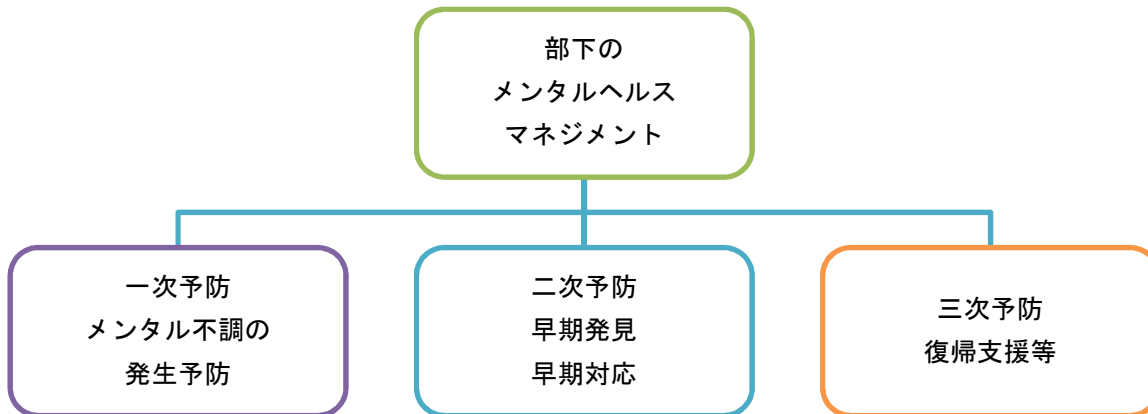 部下の
メンタルヘルス
マネジメント
一次予防
メンタル不調の
発生予防
二次予防
早期発見
早期対応
三次予防
復帰支援等